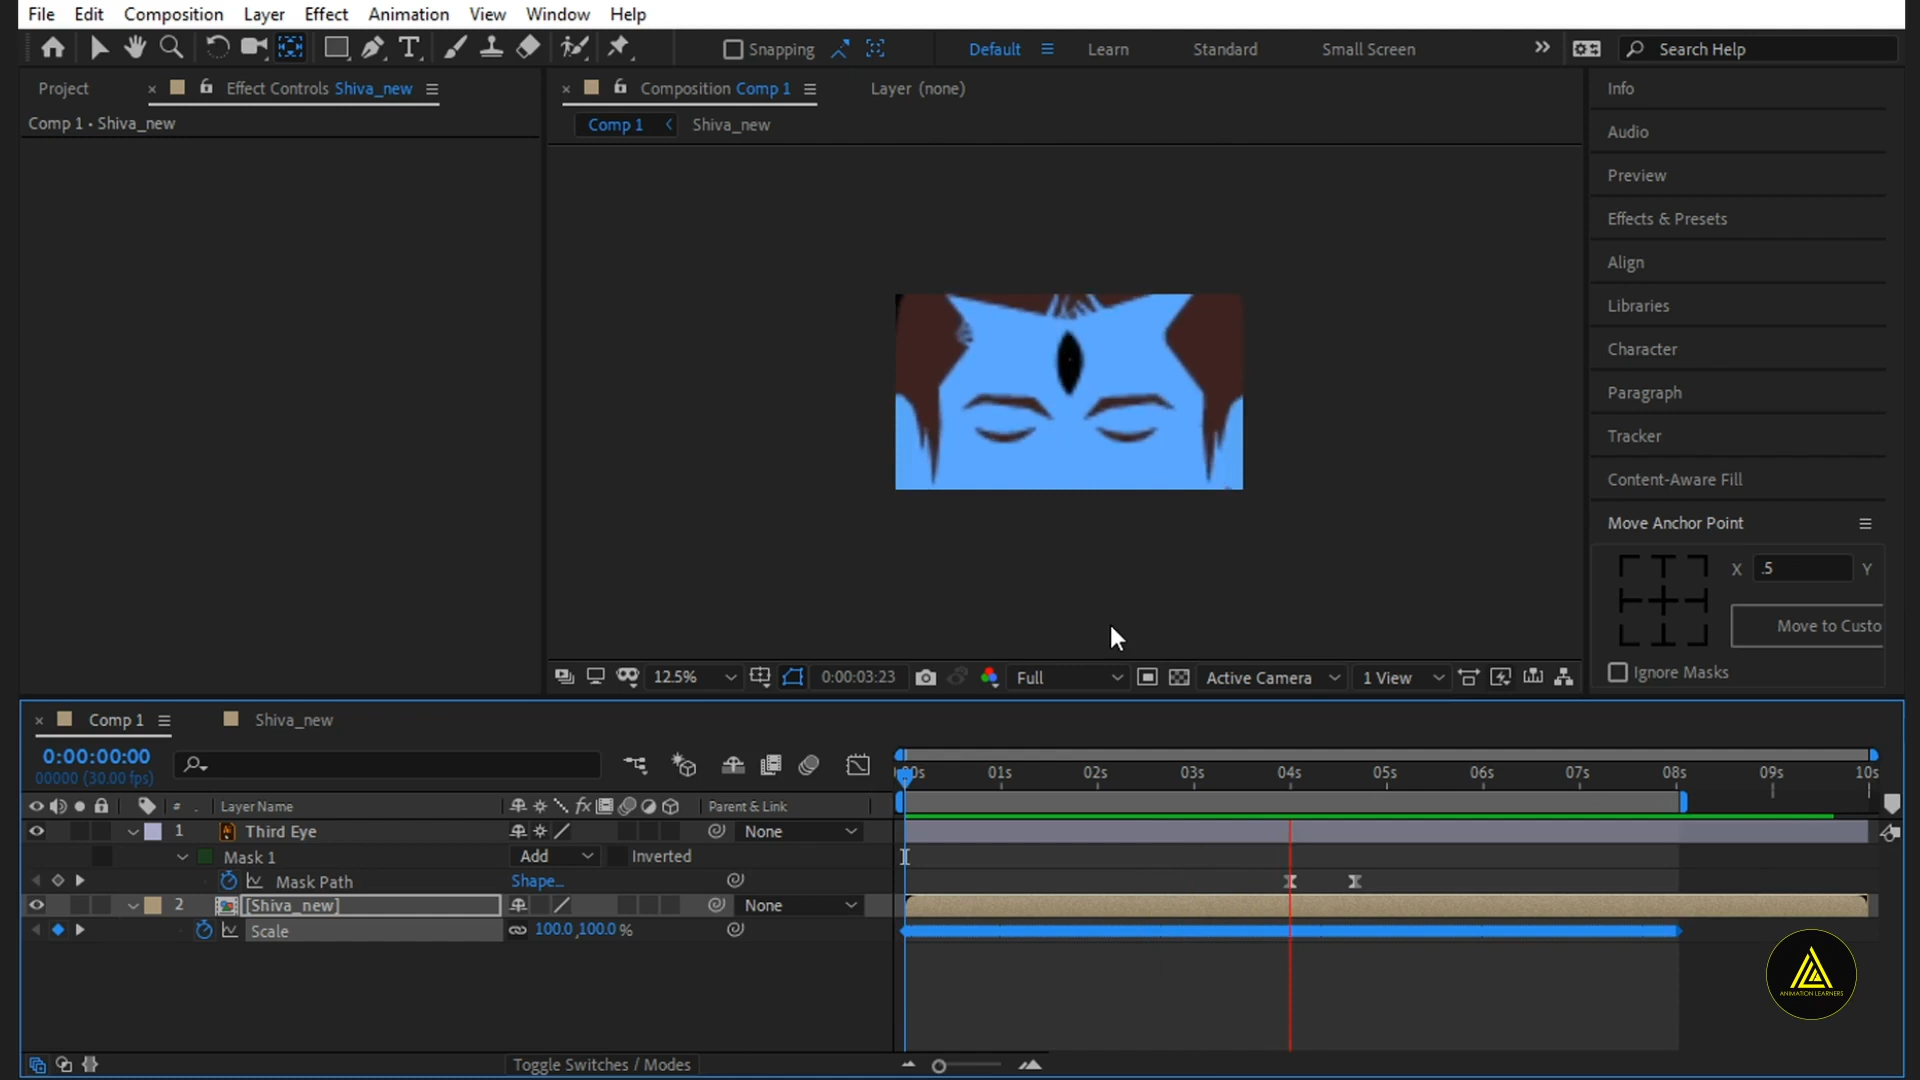 File Edit Composition Layer Effect Animation View Window Help
Snapping Default Learn Standard Small Screen Search Help
Project Effect Controls Shiva_new Composition Comp 1 Layer (none) Info
Comp 1 • Shiva_new Comp 1 Shiva_new
Audio
Preview
Effects & Presets
Align
Libraries
Character
Paragraph
Tracker
Content-Aware Fill
Move Anchor Point
X .5 Y
Move to Custo
Ignore Masks
12.5% 0:00:03:23 Full Active Camera 1 View
Comp 1 Shiva_new
0:00:00:00
00000 (30.00 fps)
00s 01s 02s 03s 04s 05s 06s 07s 08s 09s 10s
# Layer Name fx Parent & Link
1 Third Eye None
Mask 1 Add Inverted
Mask Path Shape...
2 [Shiva_new] None
Scale 100.0,100.0 %
ANIMATION LEARNERS
Toggle Switches / Modes